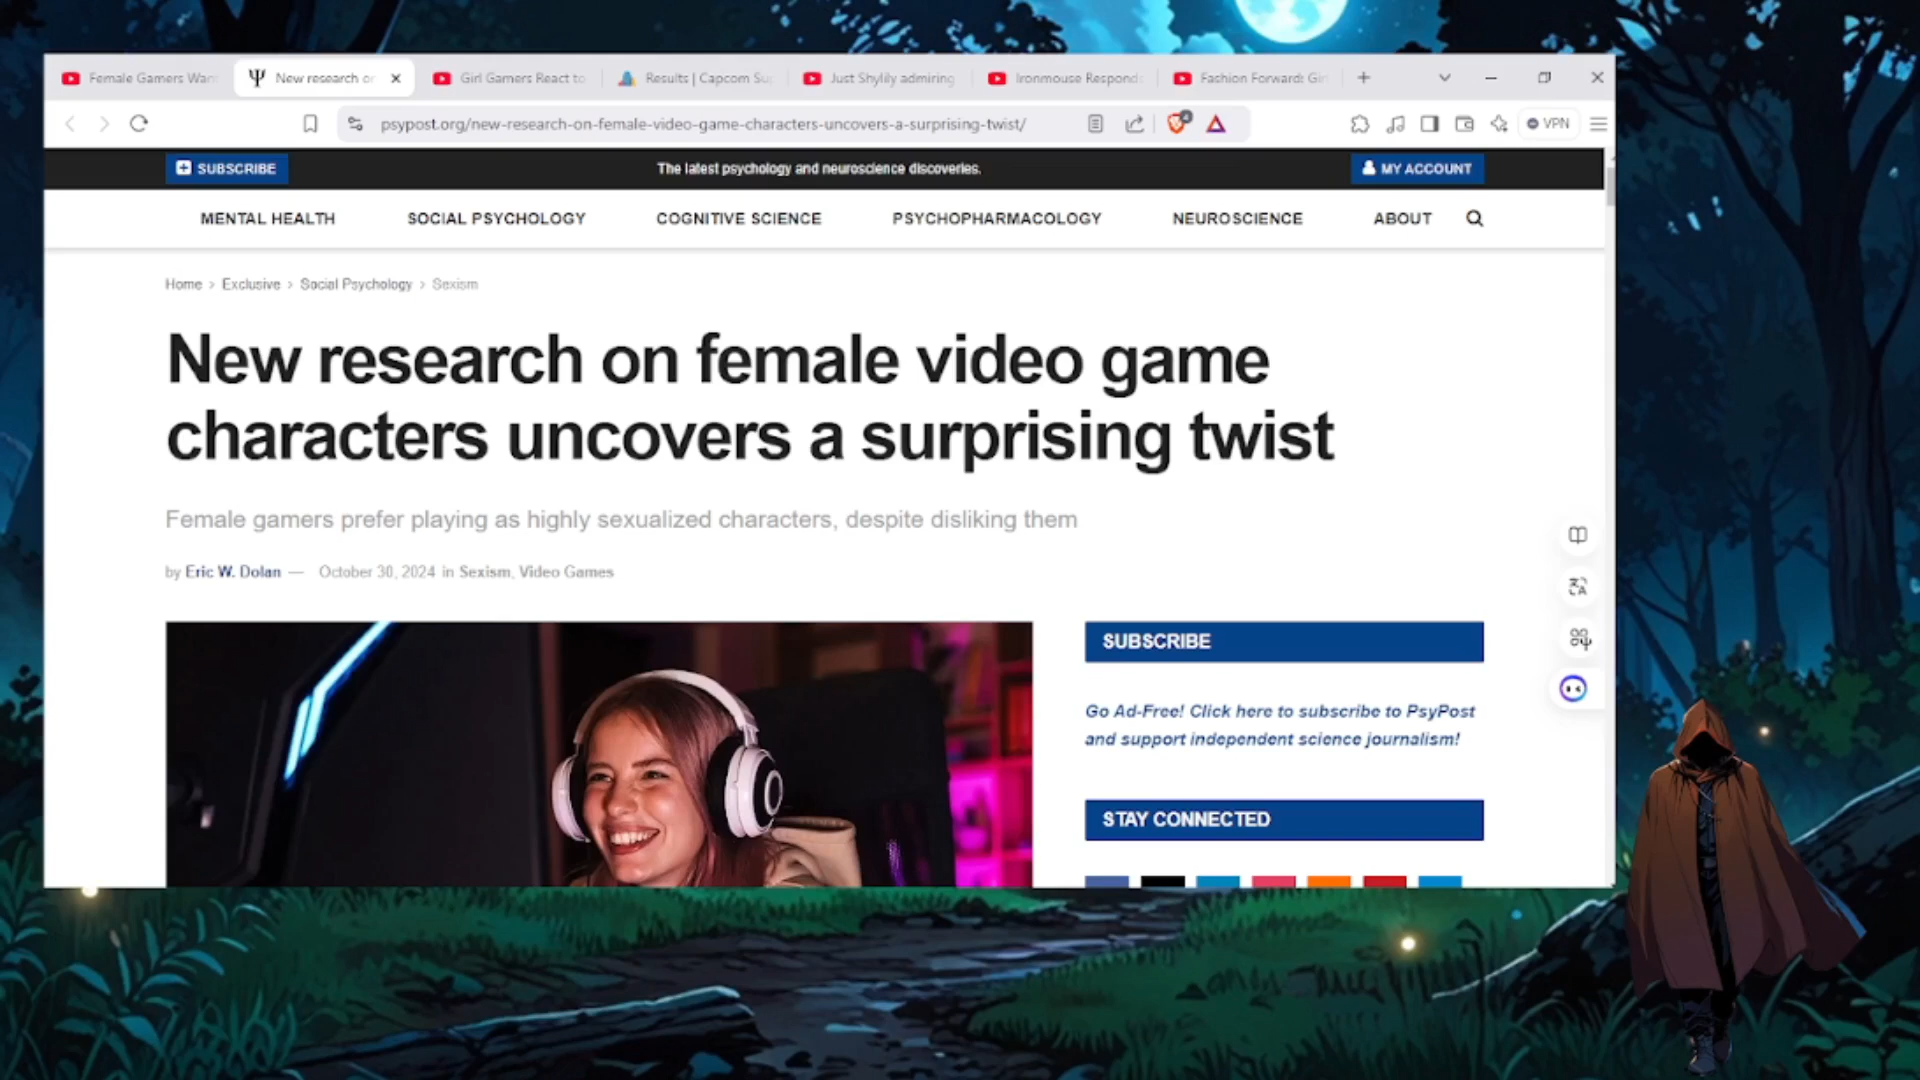 Female Gamers Wan
New research or
Girl Gamers React to
Results | Capcom Su
Just Shylily admiring
Ironmouse Respond
Fashion Forward: Gir
psypost.org/new-research-on-female-video-game-characters-uncovers-a-surprising-twist/
4
VPN
SUBSCRIBE
The latest psychology and neuroscience discoveries.
MY ACCOUNT
MENTAL HEALTH
SOCIAL PSYCHOLOGY
COGNITIVE SCIENCE
PSYCHOPHARMACOLOGY
NEUROSCIENCE
ABOUT
Home > Exclusive > Social Psychology > Sexism
New research on female video game
characters uncovers a surprising twist
Female gamers prefer playing as highly sexualized characters, despite disliking them
by Eric W. Dolan — October 30, 2024 in Sexism, Video Games
SUBSCRIBE
Go Ad-Free! Click here to subscribe to PsyPost
and support independent science journalism!
STAY CONNECTED